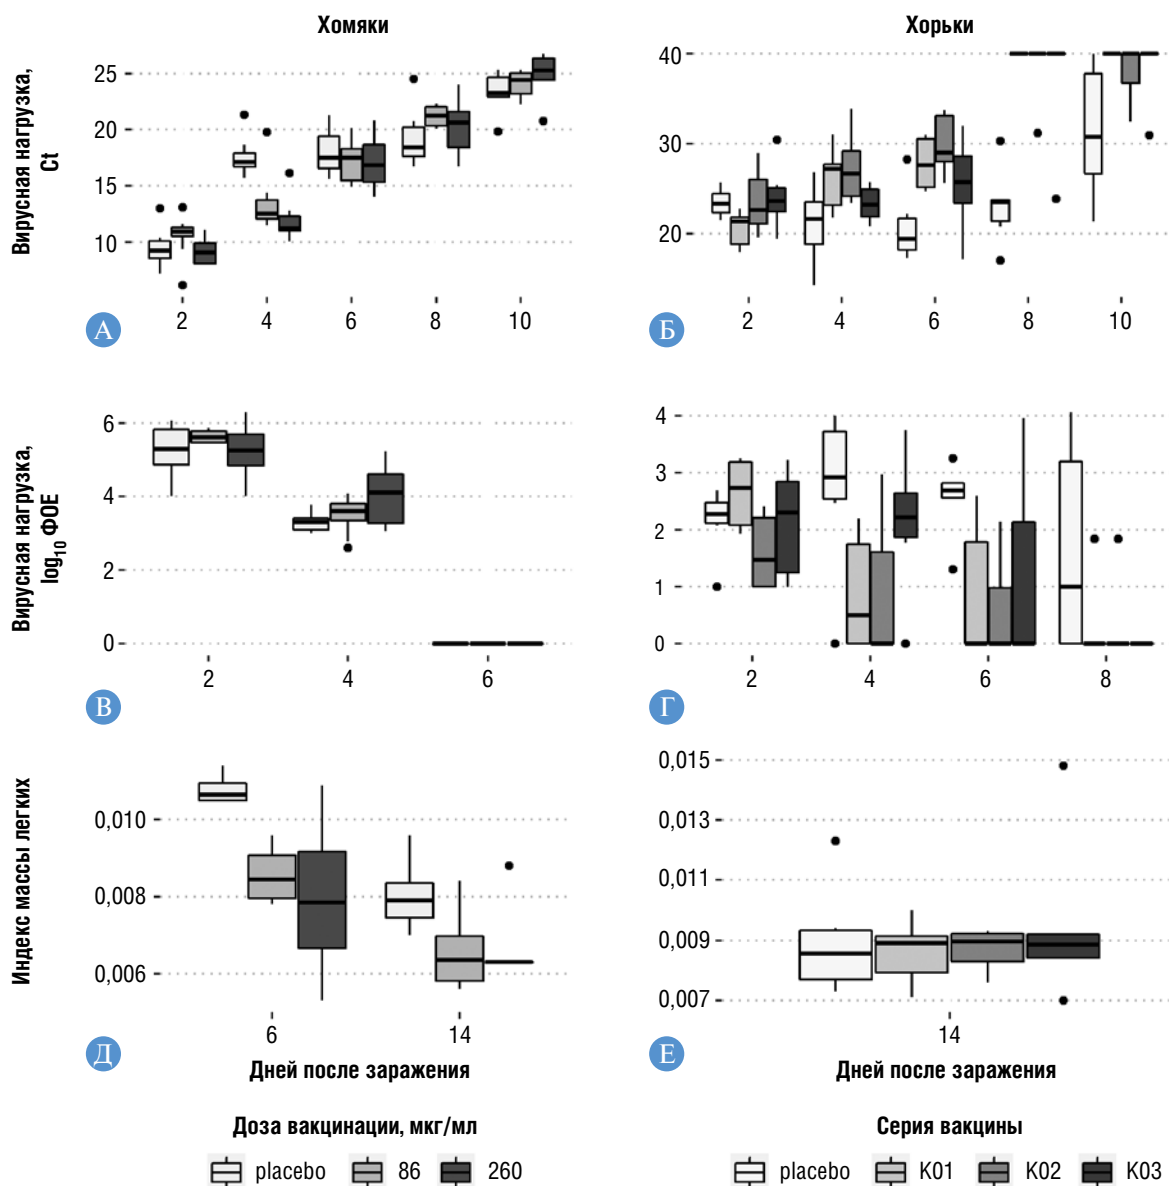 Хомяки
Вирусная нагрузка,
Ct
25
20
15
10
2 4 6 8 10
А
Хорьки
40
30
20
2 4 6 8 10
Б
Вирусная нагрузка,
log10 ФОЕ
6
4
2
0
2 4 6
В
4
3
2
1
0
2 4 6 8
Г
Индекс массы легких
0,010
0,008
0,006
6 14
Д
Дней после заражения
0,015
0,013
0,011
0,009
0,007
14
Е
Дней после заражения
Доза вакцинации, мкг/мл
placebo 86 260
Серия вакцины
placebo K01 K02 K03